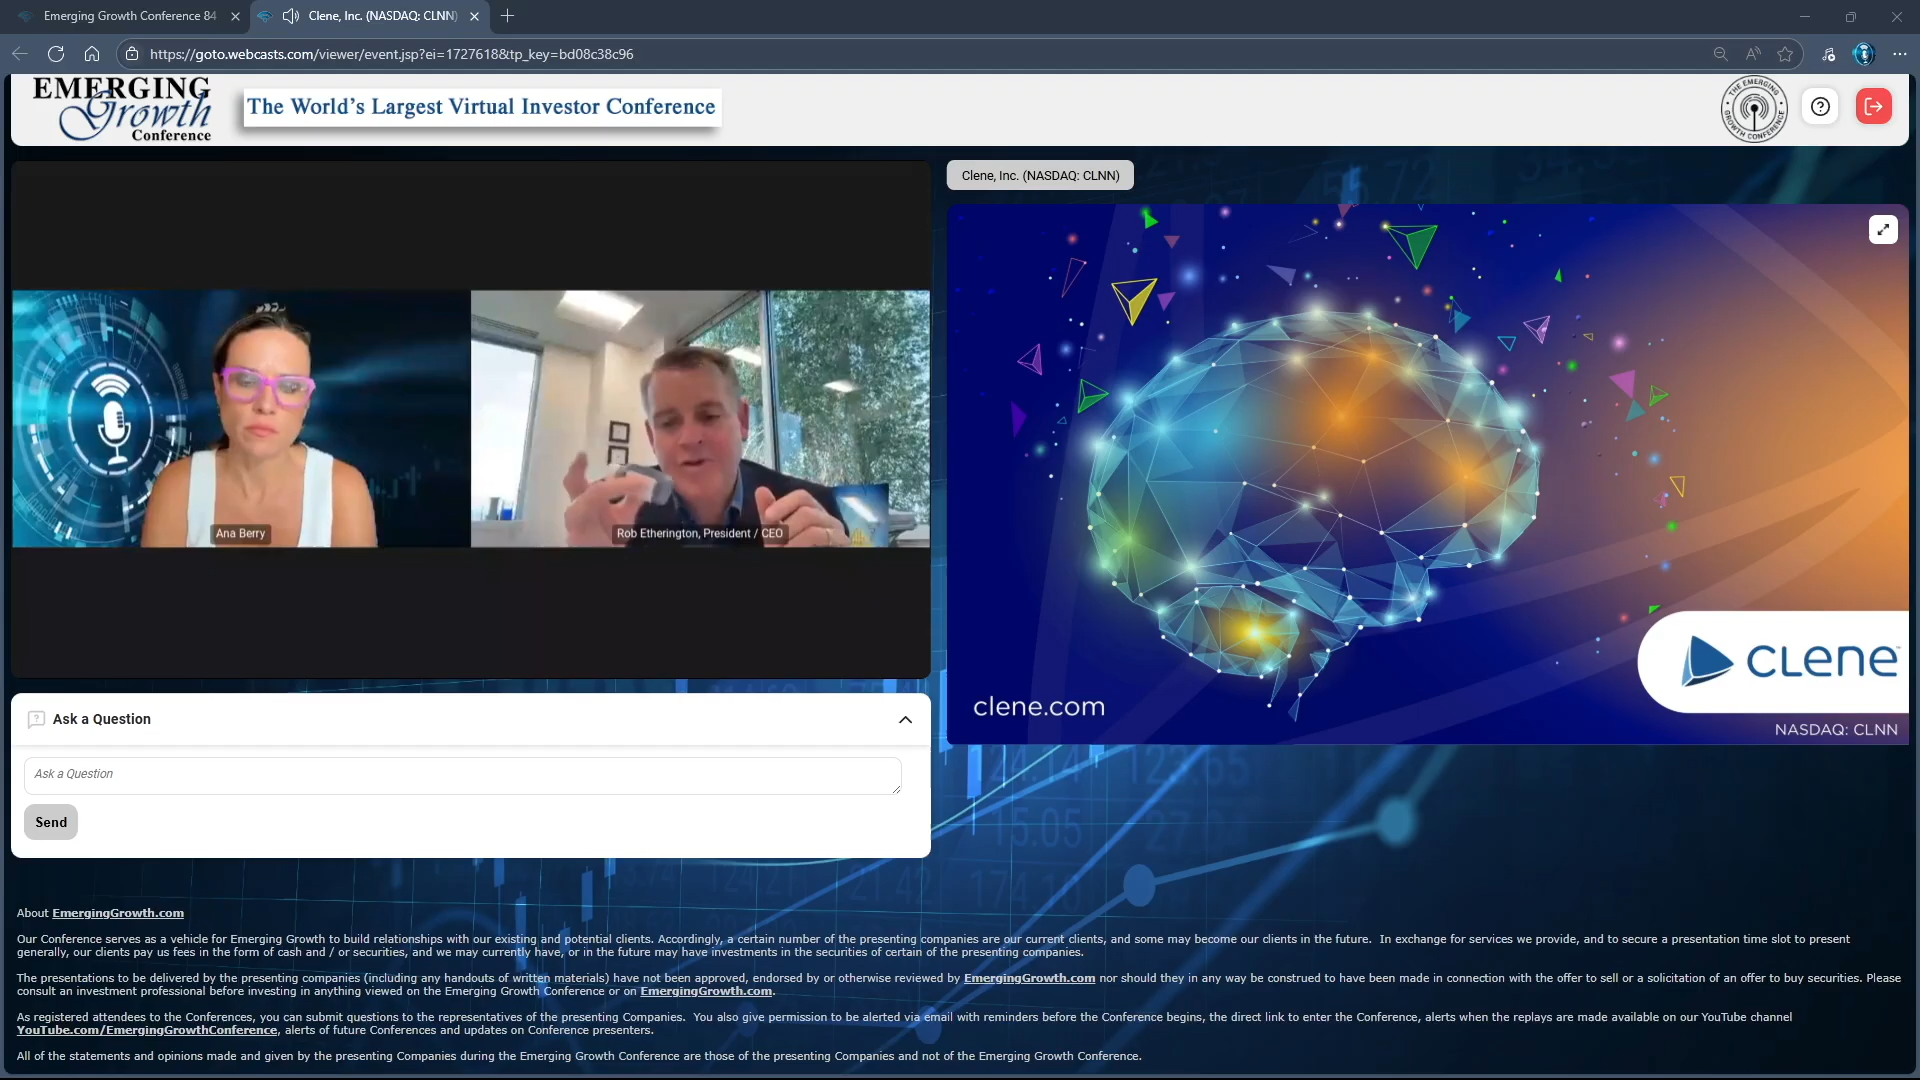 Emerging Growth Conference 84
Clene, Inc. (NASDAQ: CLNN)
https://goto.webcasts.com/viewer/event.jsp?ei=1727618&tp_key=bd08c38c96
EMERGING
Growth
Conference
The World's Largest Virtual Investor Conference
THE EMERGING
GROWTH CONFERENCE
Clene, Inc. (NASDAQ: CLNN)
Ana Berry
Rob Etherington, President / CEO
clene.com
CLene
NASDAQ: CLNN
Ask a Question
Ask a Question
Send
About EmergingGrowth.com
Our Conference serves as a vehicle for Emerging Growth to build relationships with our existing and potential clients. Accordingly, a certain number of the presenting companies are our current clients, and some may become our clients in the future.  In exchange for services we provide, and to secure a presentation time slot to present
generally, our clients pay us fees in the form of cash and / or securities, and we may currently have, or in the future may have investments in the securities of certain of the presenting companies.
The presentations to be delivered by the presenting companies (including any handouts of written materials) have not been approved, endorsed by or otherwise reviewed by EmergingGrowth.com nor should they in any way be construed to have been made in connection with the offer to sell or a solicitation of an offer to buy securities. Please
consult an investment professional before investing in anything viewed on the Emerging Growth Conference or on EmergingGrowth.com.
As registered attendees to the Conferences, you can submit questions to the representatives of the presenting Companies.  You also give permission to be alerted via email with reminders before the Conference begins, the direct link to enter the Conference, alerts when the replays are made available on our YouTube channel
YouTube.com/EmergingGrowthConference, alerts of future Conferences and updates on Conference presenters.
All of the statements and opinions made and given by the presenting Companies during the Emerging Growth Conference are those of the presenting Companies and not of the Emerging Growth Conference.